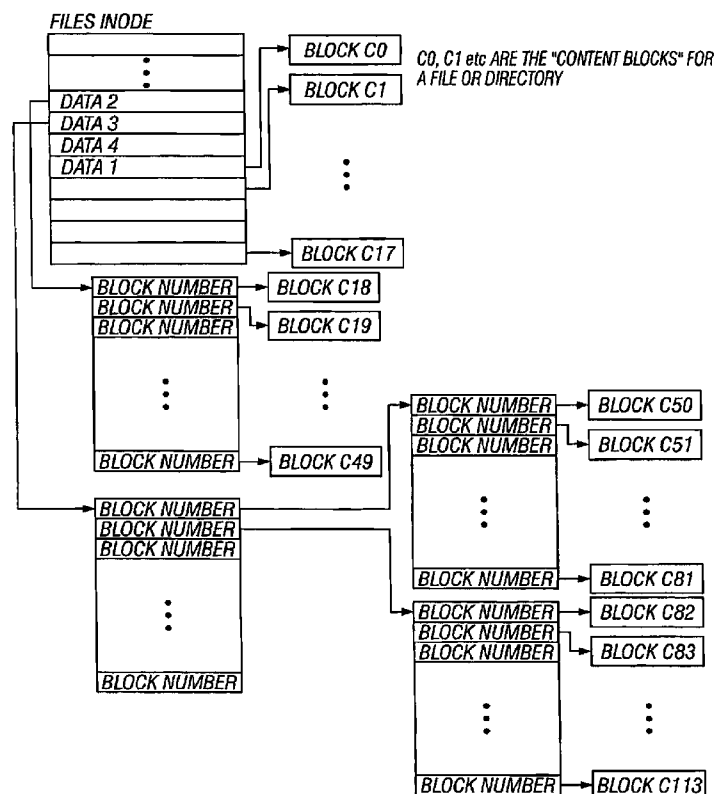 FILES INODE
BLOCK C0
C0, C1 etc ARE THE "CONTENT BLOCKS" FOR
A FILE OR DIRECTORY
BLOCK C1
DATA 2
DATA 3
DATA 4
DATA 1
BLOCK C17
BLOCK NUMBER
BLOCK C18
BLOCK NUMBER
BLOCK C19
BLOCK NUMBER
BLOCK NUMBER
BLOCK C49
BLOCK NUMBER
BLOCK C50
BLOCK NUMBER
BLOCK C51
BLOCK NUMBER
BLOCK NUMBER
BLOCK C81
BLOCK NUMBER
BLOCK NUMBER
BLOCK NUMBER
BLOCK NUMBER
BLOCK NUMBER
BLOCK C82
BLOCK NUMBER
BLOCK C83
BLOCK NUMBER
BLOCK NUMBER
BLOCK C113